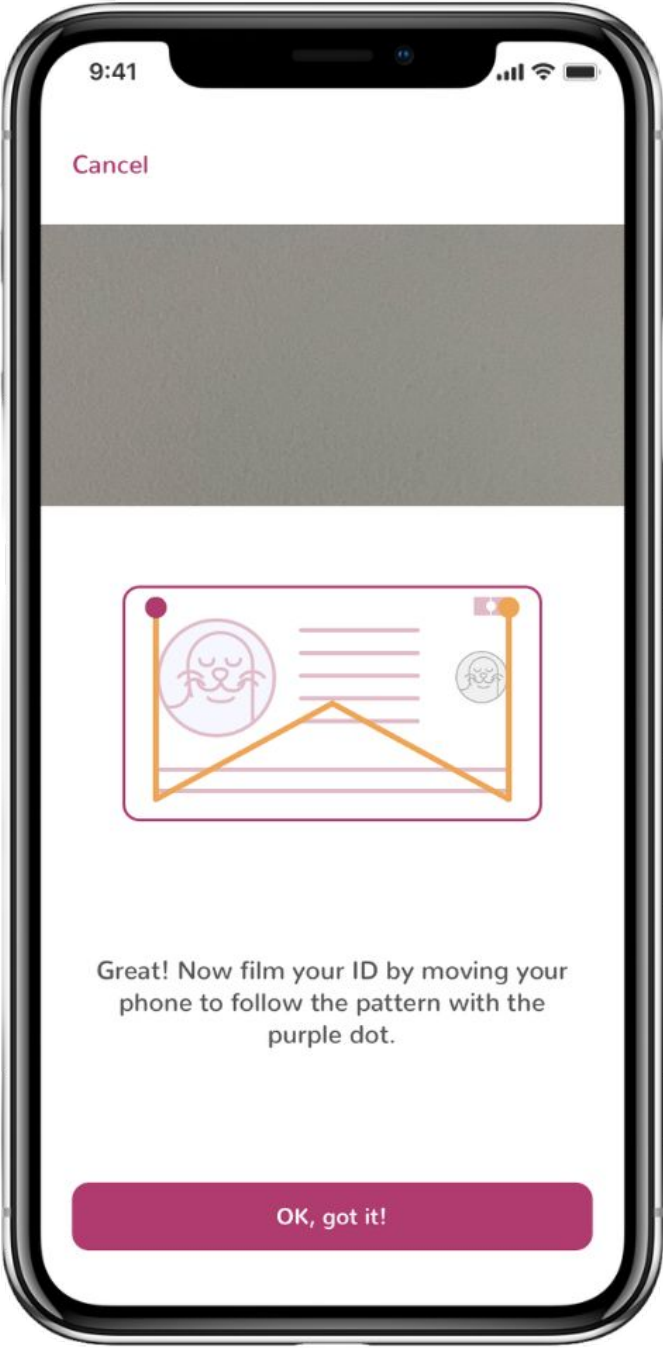 9:41
Cancel
Great! Now film your ID by moving your
phone to follow the pattern with the
purple dot.
OK, got it!